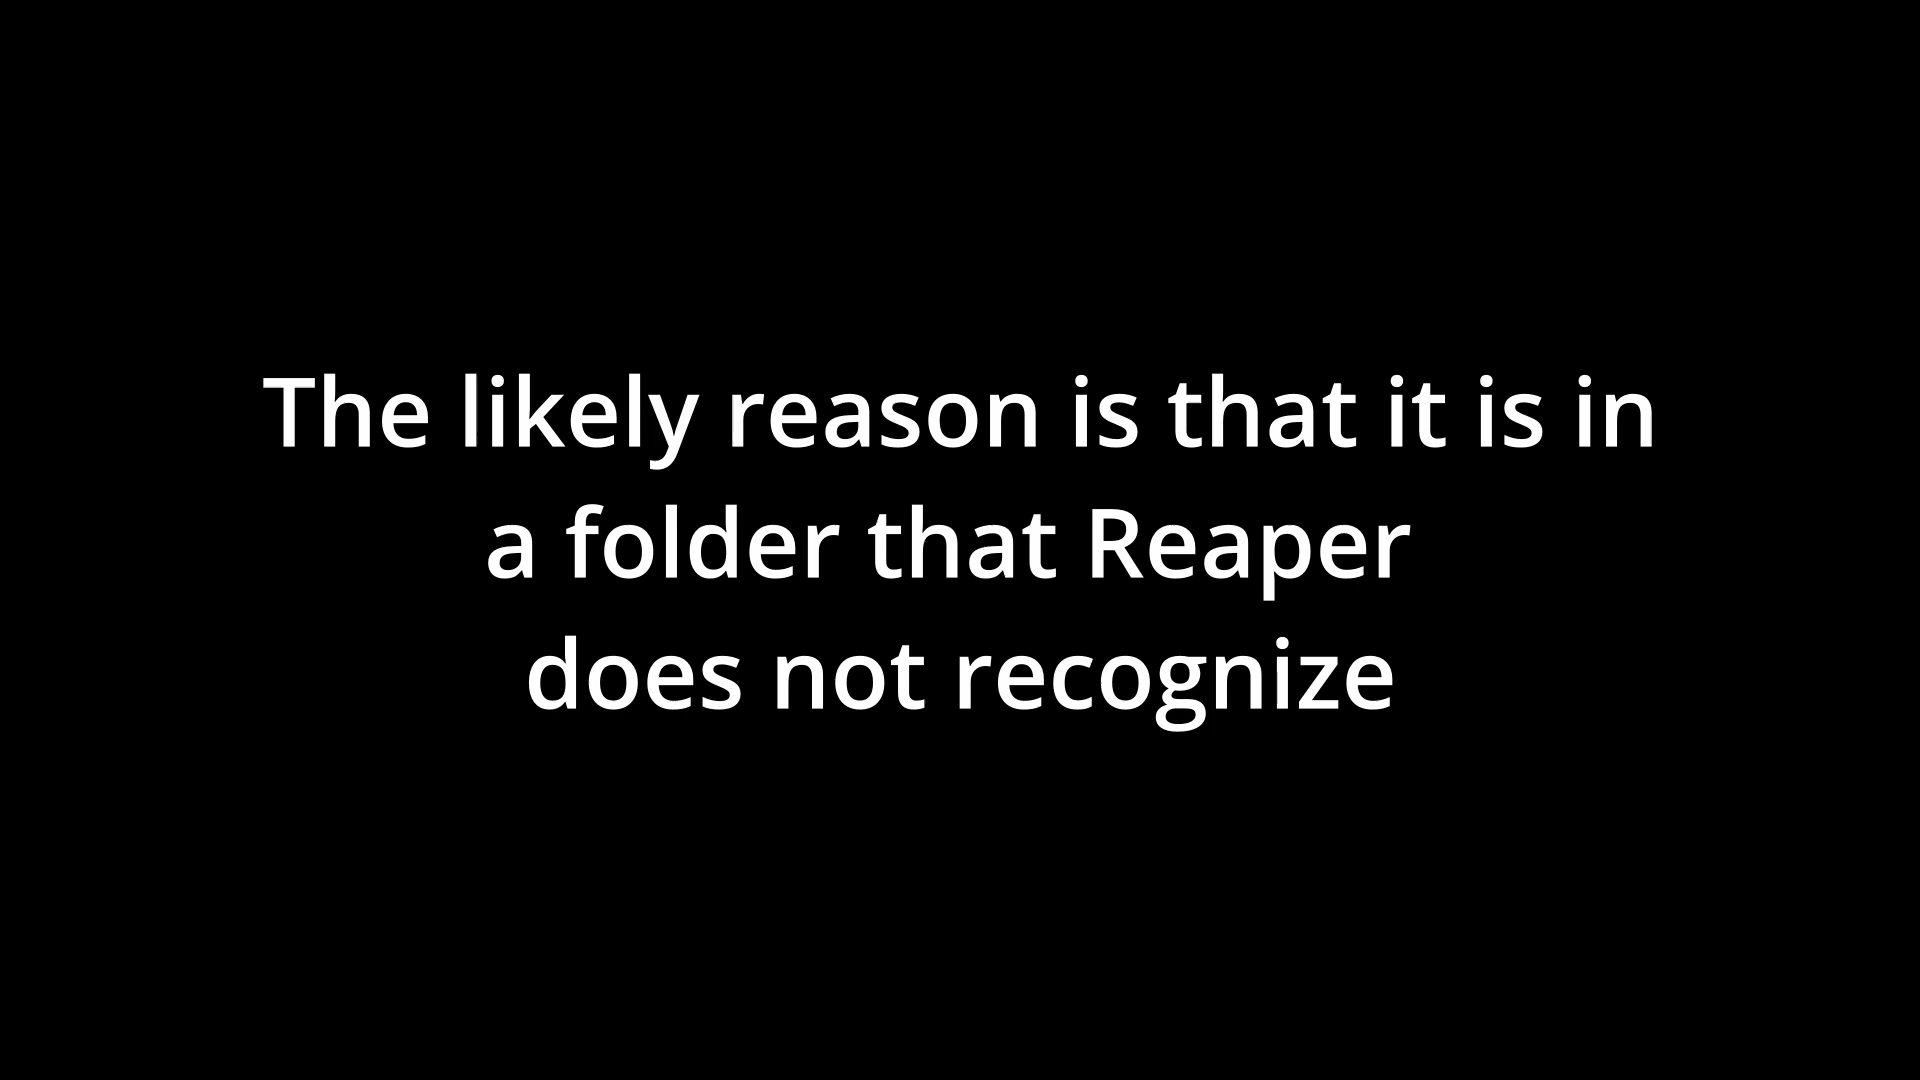 The likely reason is that it is in
a folder that Reaper
does not recognize